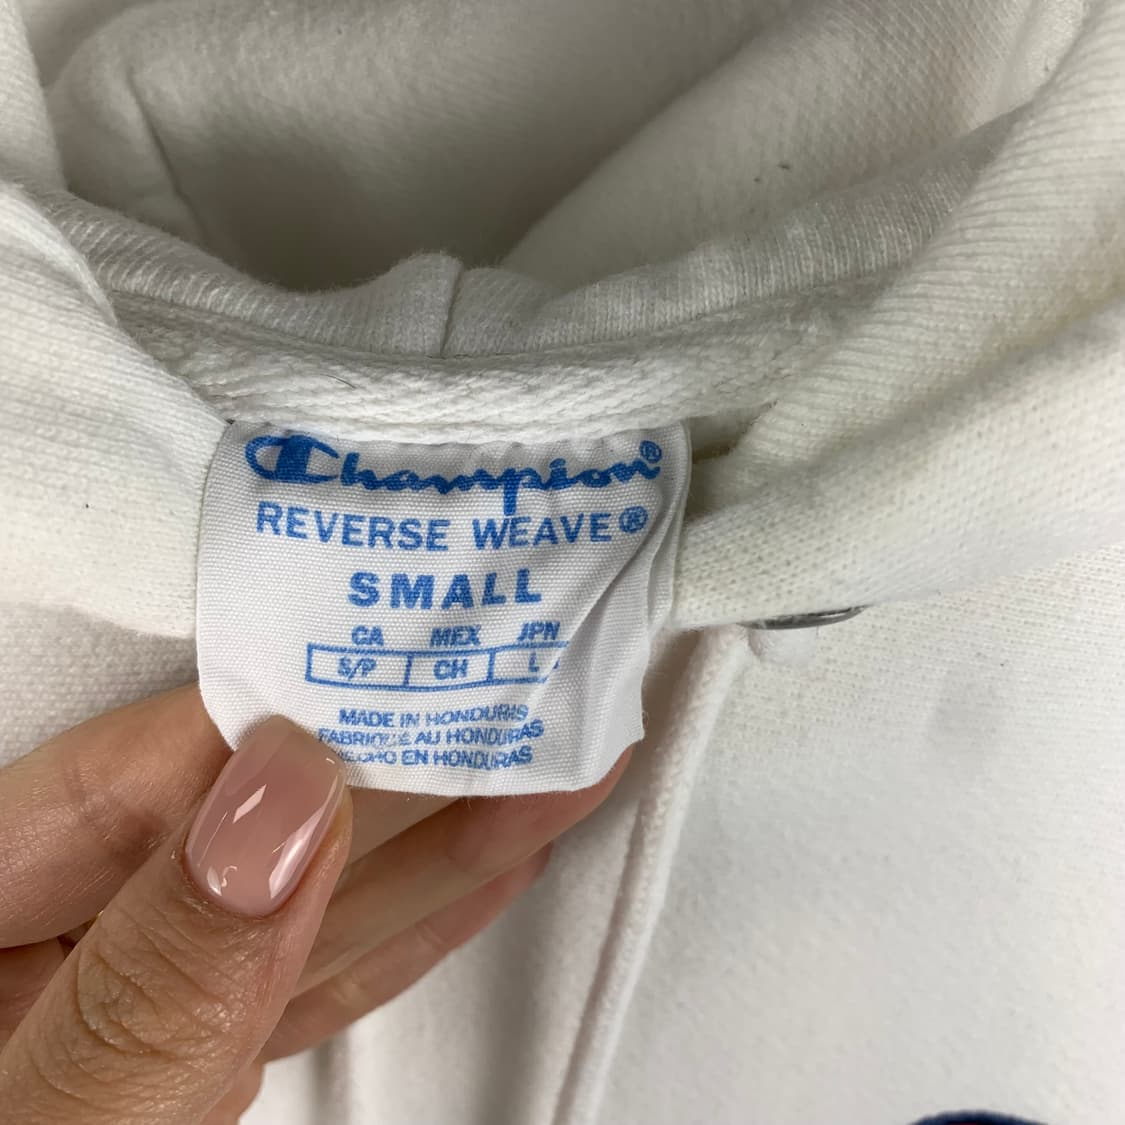 Champion®
REVERSE WEAVE®
SMALL
CA MEX JPN
S/P CH L
MADE IN HONDURAS
FABRIQUÉ AU HONDURAS
HECHO EN HONDURAS